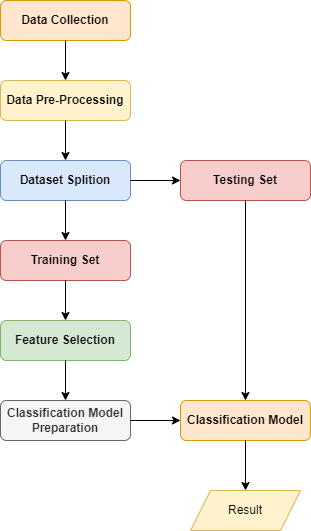 Data Collection
Data Pre-Processing
Dataset Splition
Testing Set
Training Set
Feature Selection
Classification Model
Preparation
Classification Model
Result